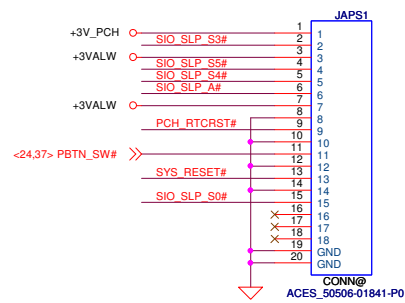 JAPS1
+3V_PCH 1 1
SIO_SLP_S3# 2 2
+3VALW 3 3
SIO_SLP_S5# 4 4
SIO_SLP_S4# 5 5
SIO_SLP_A# 6 6
+3VALW 7 7
8 8
PCH_RTCRST# 9 9
10 10
<24,37> PBTN_SW# 11 11
12 12
SYS_RESET# 13 13
14 14
SIO_SLP_S0# 15 15
16 16
17 17
18 18
19 GND
20 GND
CONN@
ACES_50506-01841-P0